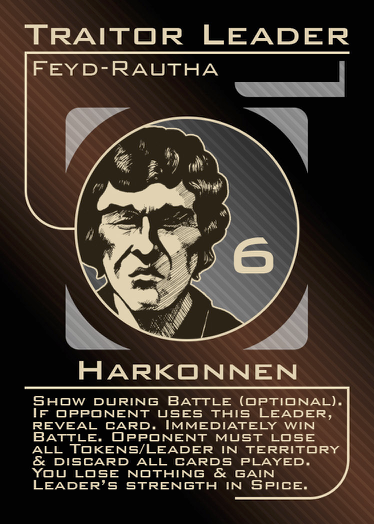 Traitor Leader
Feyd-Rautha
6
Harkonnen
Show during Battle (optional).
If opponent uses this Leader,
reveal card. Immediately win
Battle. Opponent must lose
all Tokens/Leader in territory
& discard all cards played.
You lose nothing & gain
Leader's strength in Spice.